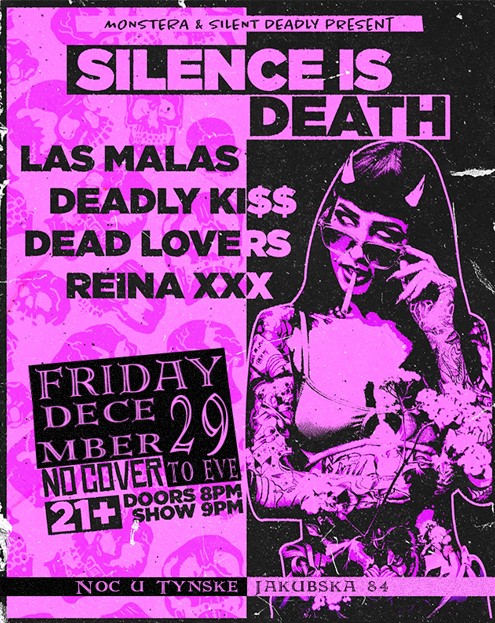 MONSTERA & SILENT DEADLY PRESENT
SILENCE IS
DEATH
LAS MALAS
DEADLY KI$$
DEAD LOVERS
REINA XXX
FRIDAY
DECE
MBER 29
NO COVER TO EVE
21+ DOORS 8PM
SHOW 9PM
NOC U TYNSKE JAKUBSKA 84